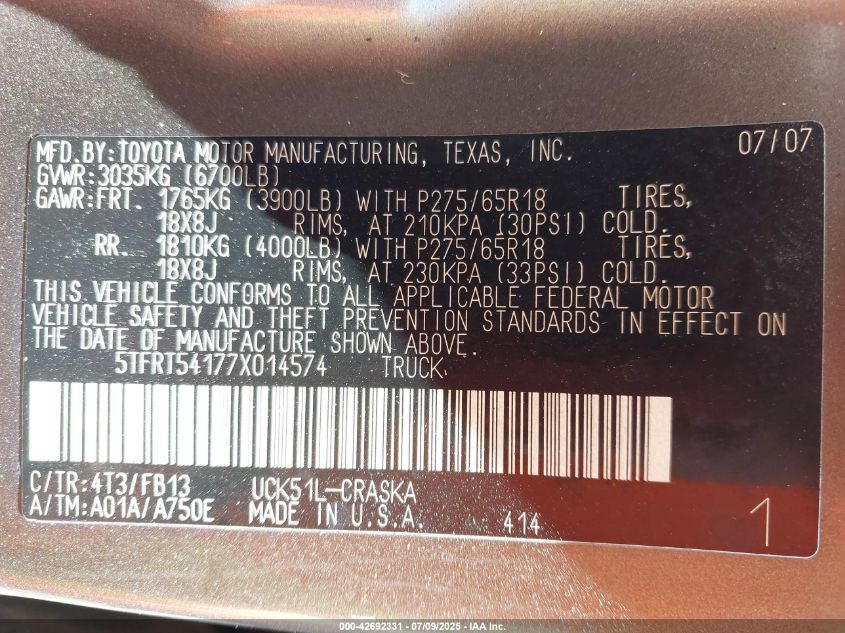 MFD.BY:TOYOTA MOTOR MANUFACTURING, TEXAS, INC. 07/07
GVWR:3035KG (6700LB)
GAWR:FRT. 1765KG (3900LB) WITH P275/65R18 TIRES,
18X8J RIMS, AT 210KPA (30PSI) COLD.
RR. 1810KG (4000LB) WITH P275/65R18 TIRES,
18X8J RIMS, AT 230KPA (33PSI) COLD.
THIS VEHICLE CONFORMS TO ALL APPLICABLE FEDERAL MOTOR
VEHICLE SAFETY AND THEFT PREVENTION STANDARDS IN EFFECT ON
THE DATE OF MANUFACTURE SHOWN ABOVE.
5TFRT54177X014574 TRUCK
C/TR:4T3/FB13 UCK51L-CRASKA
A/TM:A01A/A750E MADE IN U.S.A. 414 1
000-42692331 - 07/09/2025 - IAA Inc.